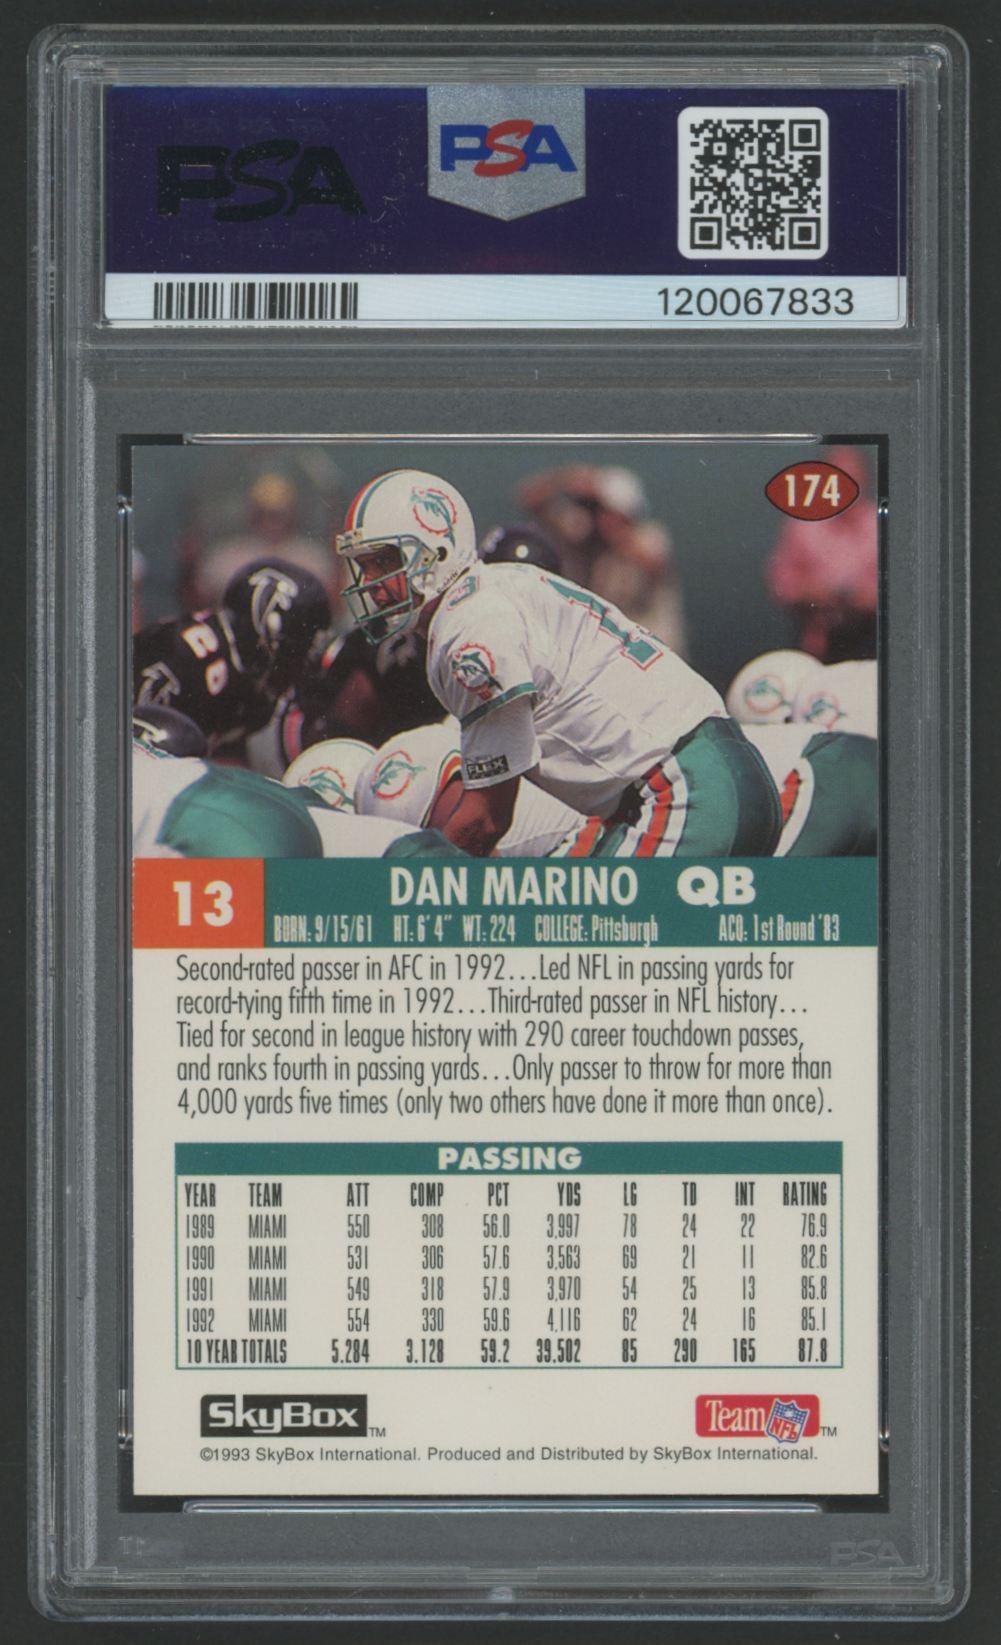 PSA
PSA
120067833
174
28
13
FLEX
13 DAN MARINO QB
BORN: 9/15/61 HT: 6' 4" WT: 224 COLLEGE: Pittsburgh ACQ: 1st Round '83
Second-rated passer in AFC in 1992...Led NFL in passing yards for
record-tying fifth time in 1992...Third-rated passer in NFL history...
Tied for second in league history with 290 career touchdown passes,
and ranks fourth in passing yards...Only passer to throw for more than
4,000 yards five times (only two others have done it more than once).
PASSING
YEAR TEAM ATT COMP PCT YDS LG TD INT RATING
1989 MIAMI 550 308 56.0 3,997 78 24 22 76.9
1990 MIAMI 531 306 57.6 3,563 69 21 11 82.6
1991 MIAMI 549 318 57.9 3,970 54 25 13 85.8
1992 MIAMI 554 330 59.6 4,116 62 24 16 85.1
10 YEAR TOTALS 5,284 3,128 59.2 39,502 85 290 165 87.8
SkyBox TM
Team NFL TM
©1993 SkyBox International. Produced and Distributed by SkyBox International.
PSA